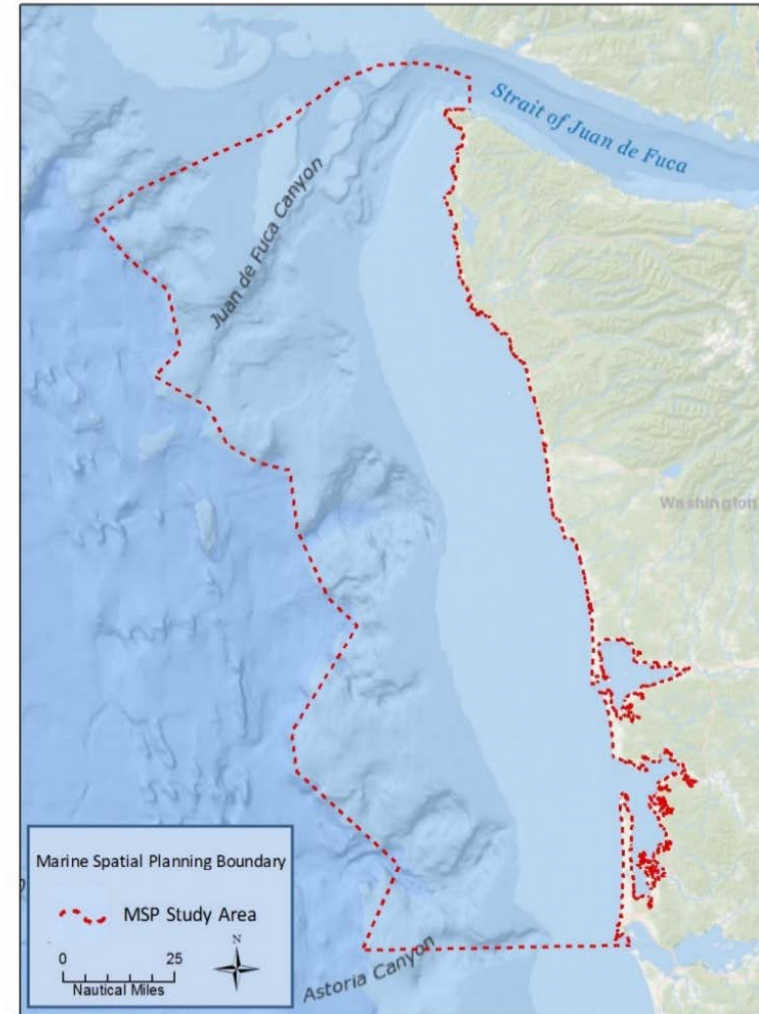 Strait of Juan de Fuca
Juan de Fuca Canyon
Washington
Marine Spatial Planning Boundary
MSP Study Area
N
0 25
Nautical Miles
Astoria Canyon